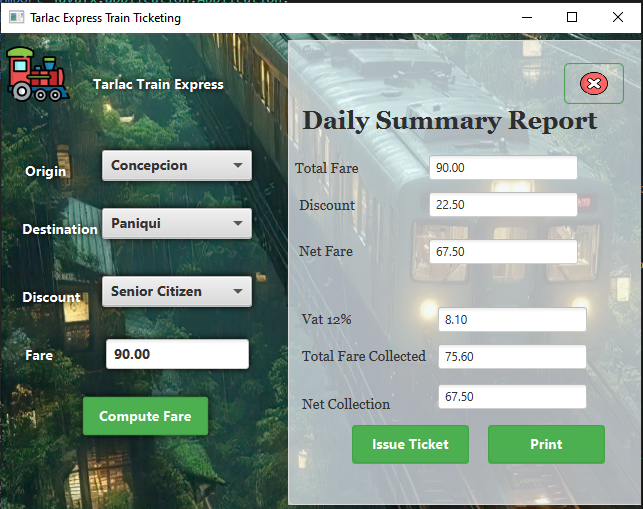 Tarlac Express Train Ticketing
Tarlac Train Express
Origin
Concepcion
Destination
Paniqui
Discount
Senior Citizen
Fare
90.00
Compute Fare
Daily Summary Report
Total Fare
90.00
Discount
22.50
Net Fare
67.50
Vat 12%
8.10
Total Fare Collected
75.60
Net Collection
67.50
Issue Ticket
Print